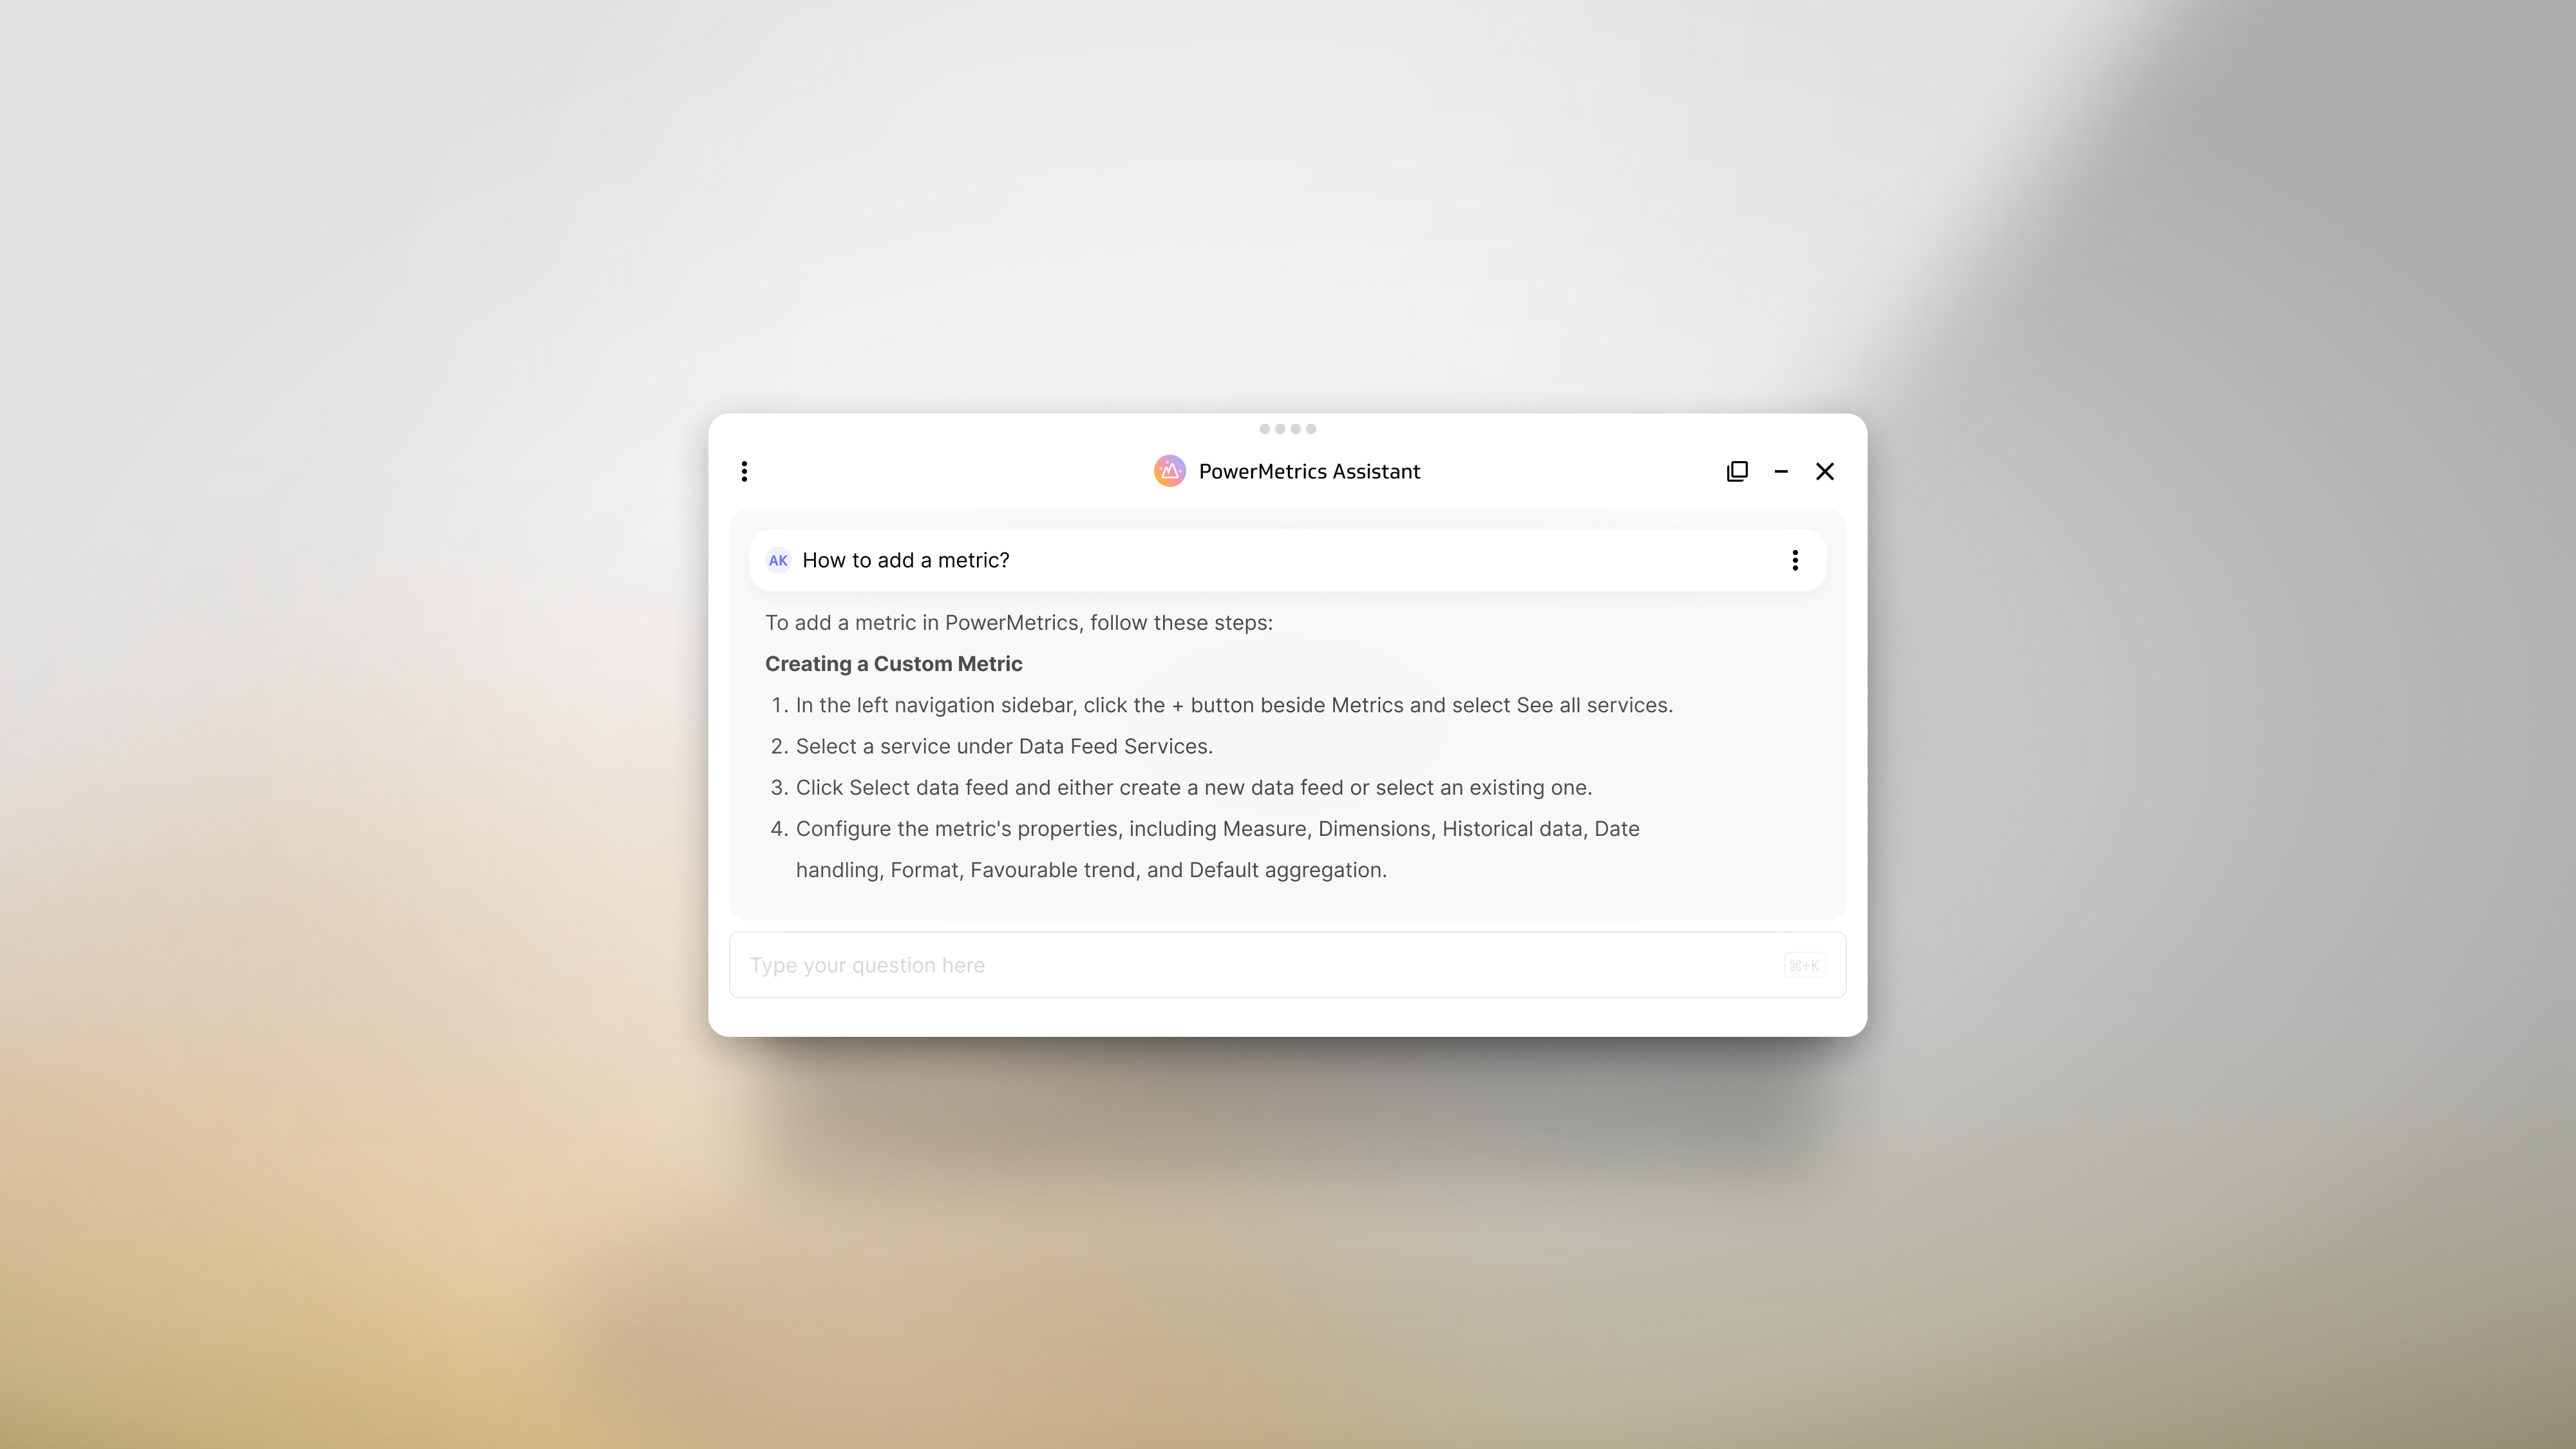 PowerMetrics Assistant
AK How to add a metric?
To add a metric in PowerMetrics, follow these steps:
Creating a Custom Metric
1. In the left navigation sidebar, click the + button beside Metrics and select See all services.
2. Select a service under Data Feed Services.
3. Click Select data feed and either create a new data feed or select an existing one.
4. Configure the metric's properties, including Measure, Dimensions, Historical data, Date
handling, Format, Favourable trend, and Default aggregation.
Type your question here ⌘+K